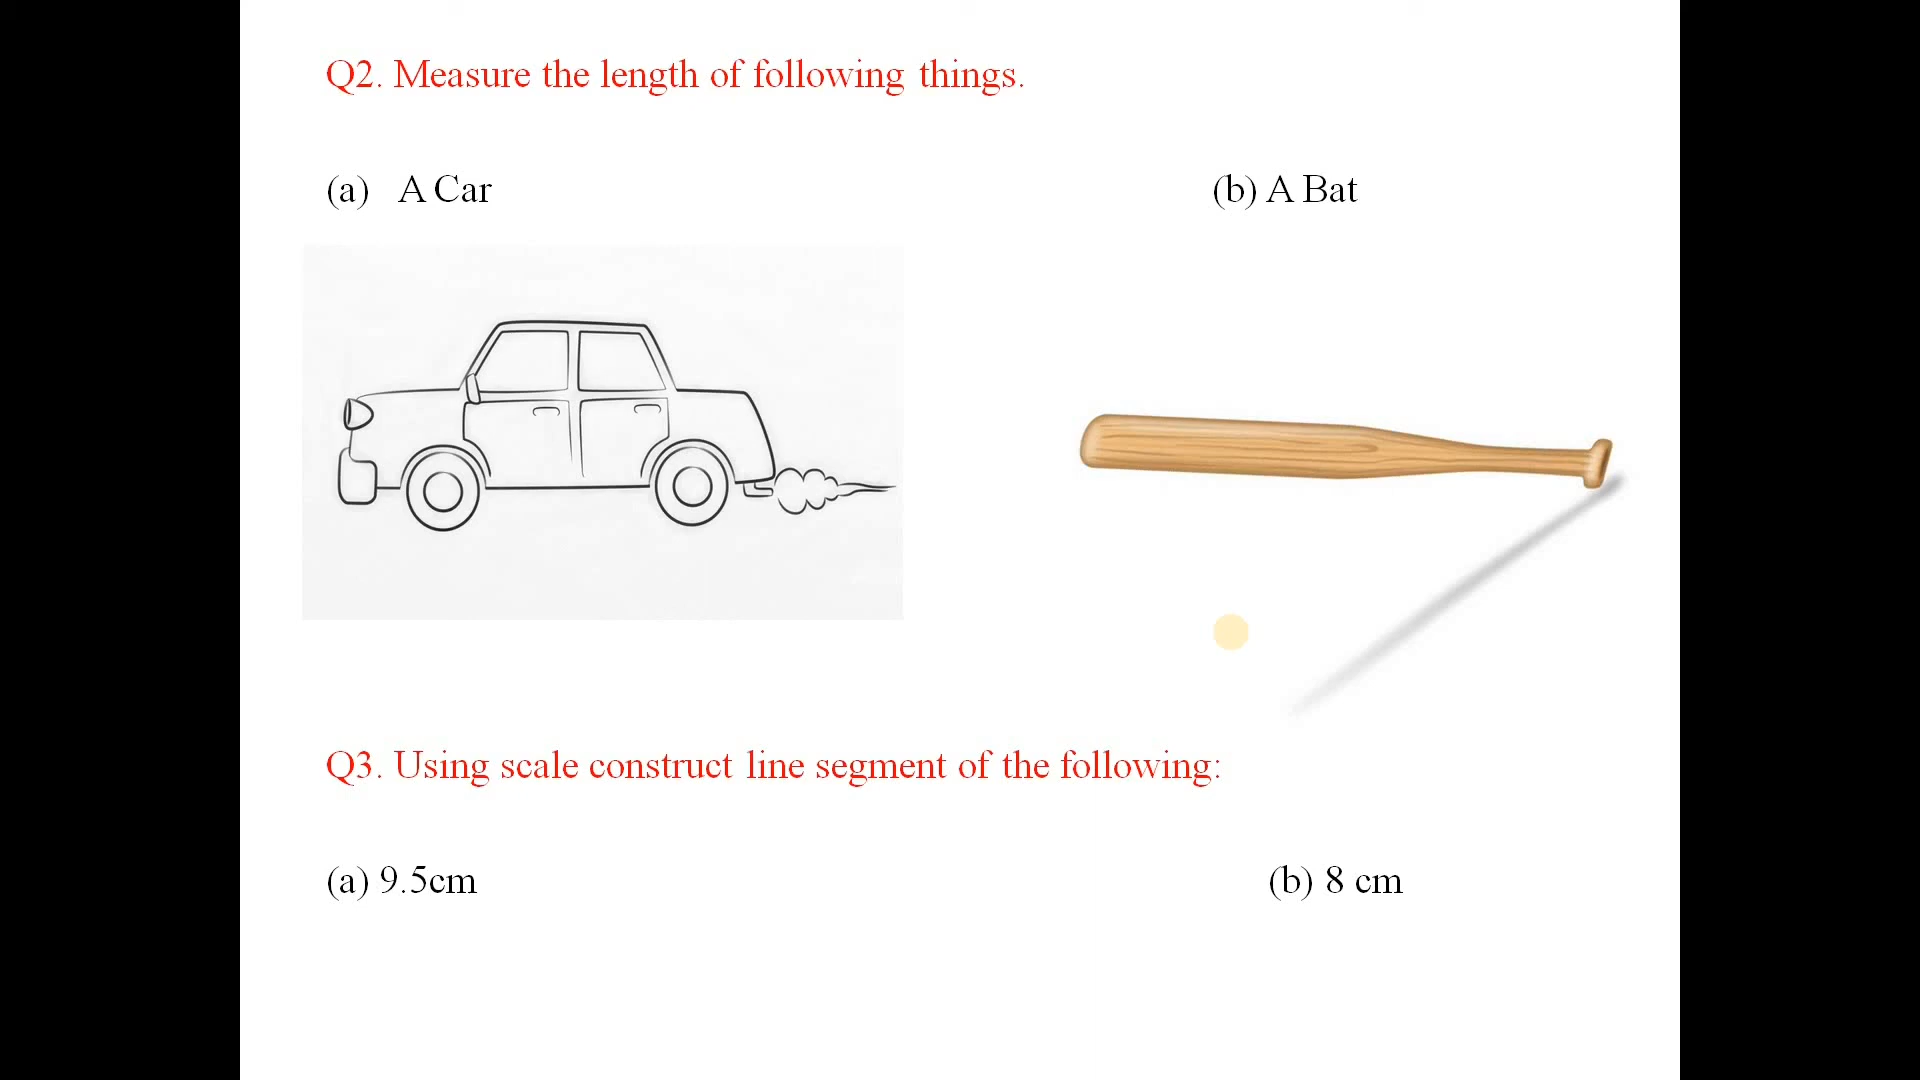 Q2. Measure the length of following things.
(a) A Car
(b) A Bat
Q3. Using scale construct line segment of the following:
(a) 9.5cm
(b) 8 cm